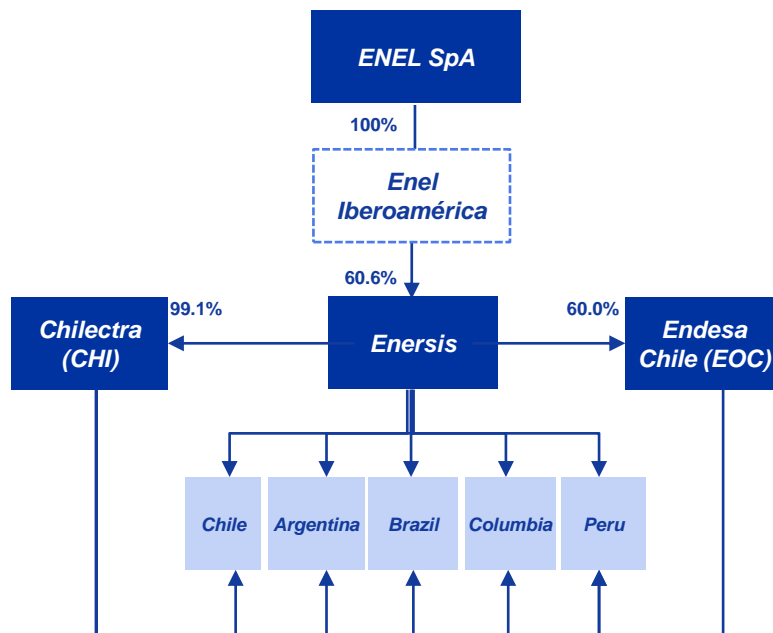 ENEL SpA
100%
Enel
Iberoamérica
60.6%
99.1%
60.0%
Chilectra
(CHI)
Enersis
Endesa
Chile (EOC)
Chile
Argentina
Brazil
Columbia
Peru